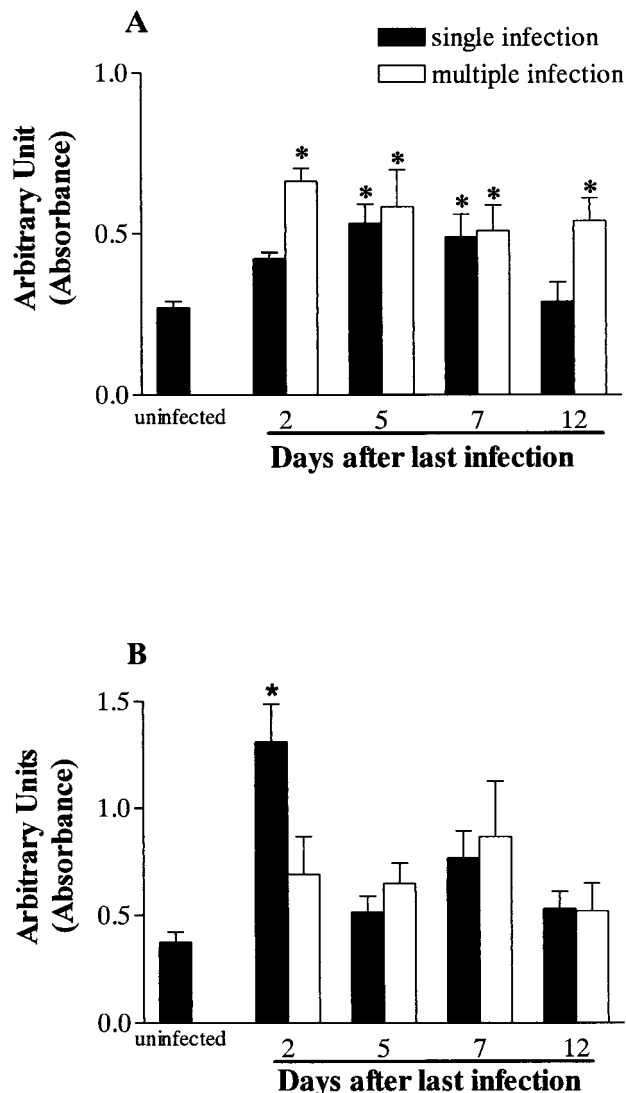 A
single infection
multiple infection
Arbitrary Unit
(Absorbance)
1.0
0.5
0.0
*
*
*
*
*
*
uninfected
2 5 7 12
Days after last infection
B
Arbitrary Units
(Absorbance)
1.5
1.0
0.5
0.0
*
uninfected
2 5 7 12
Days after last infection